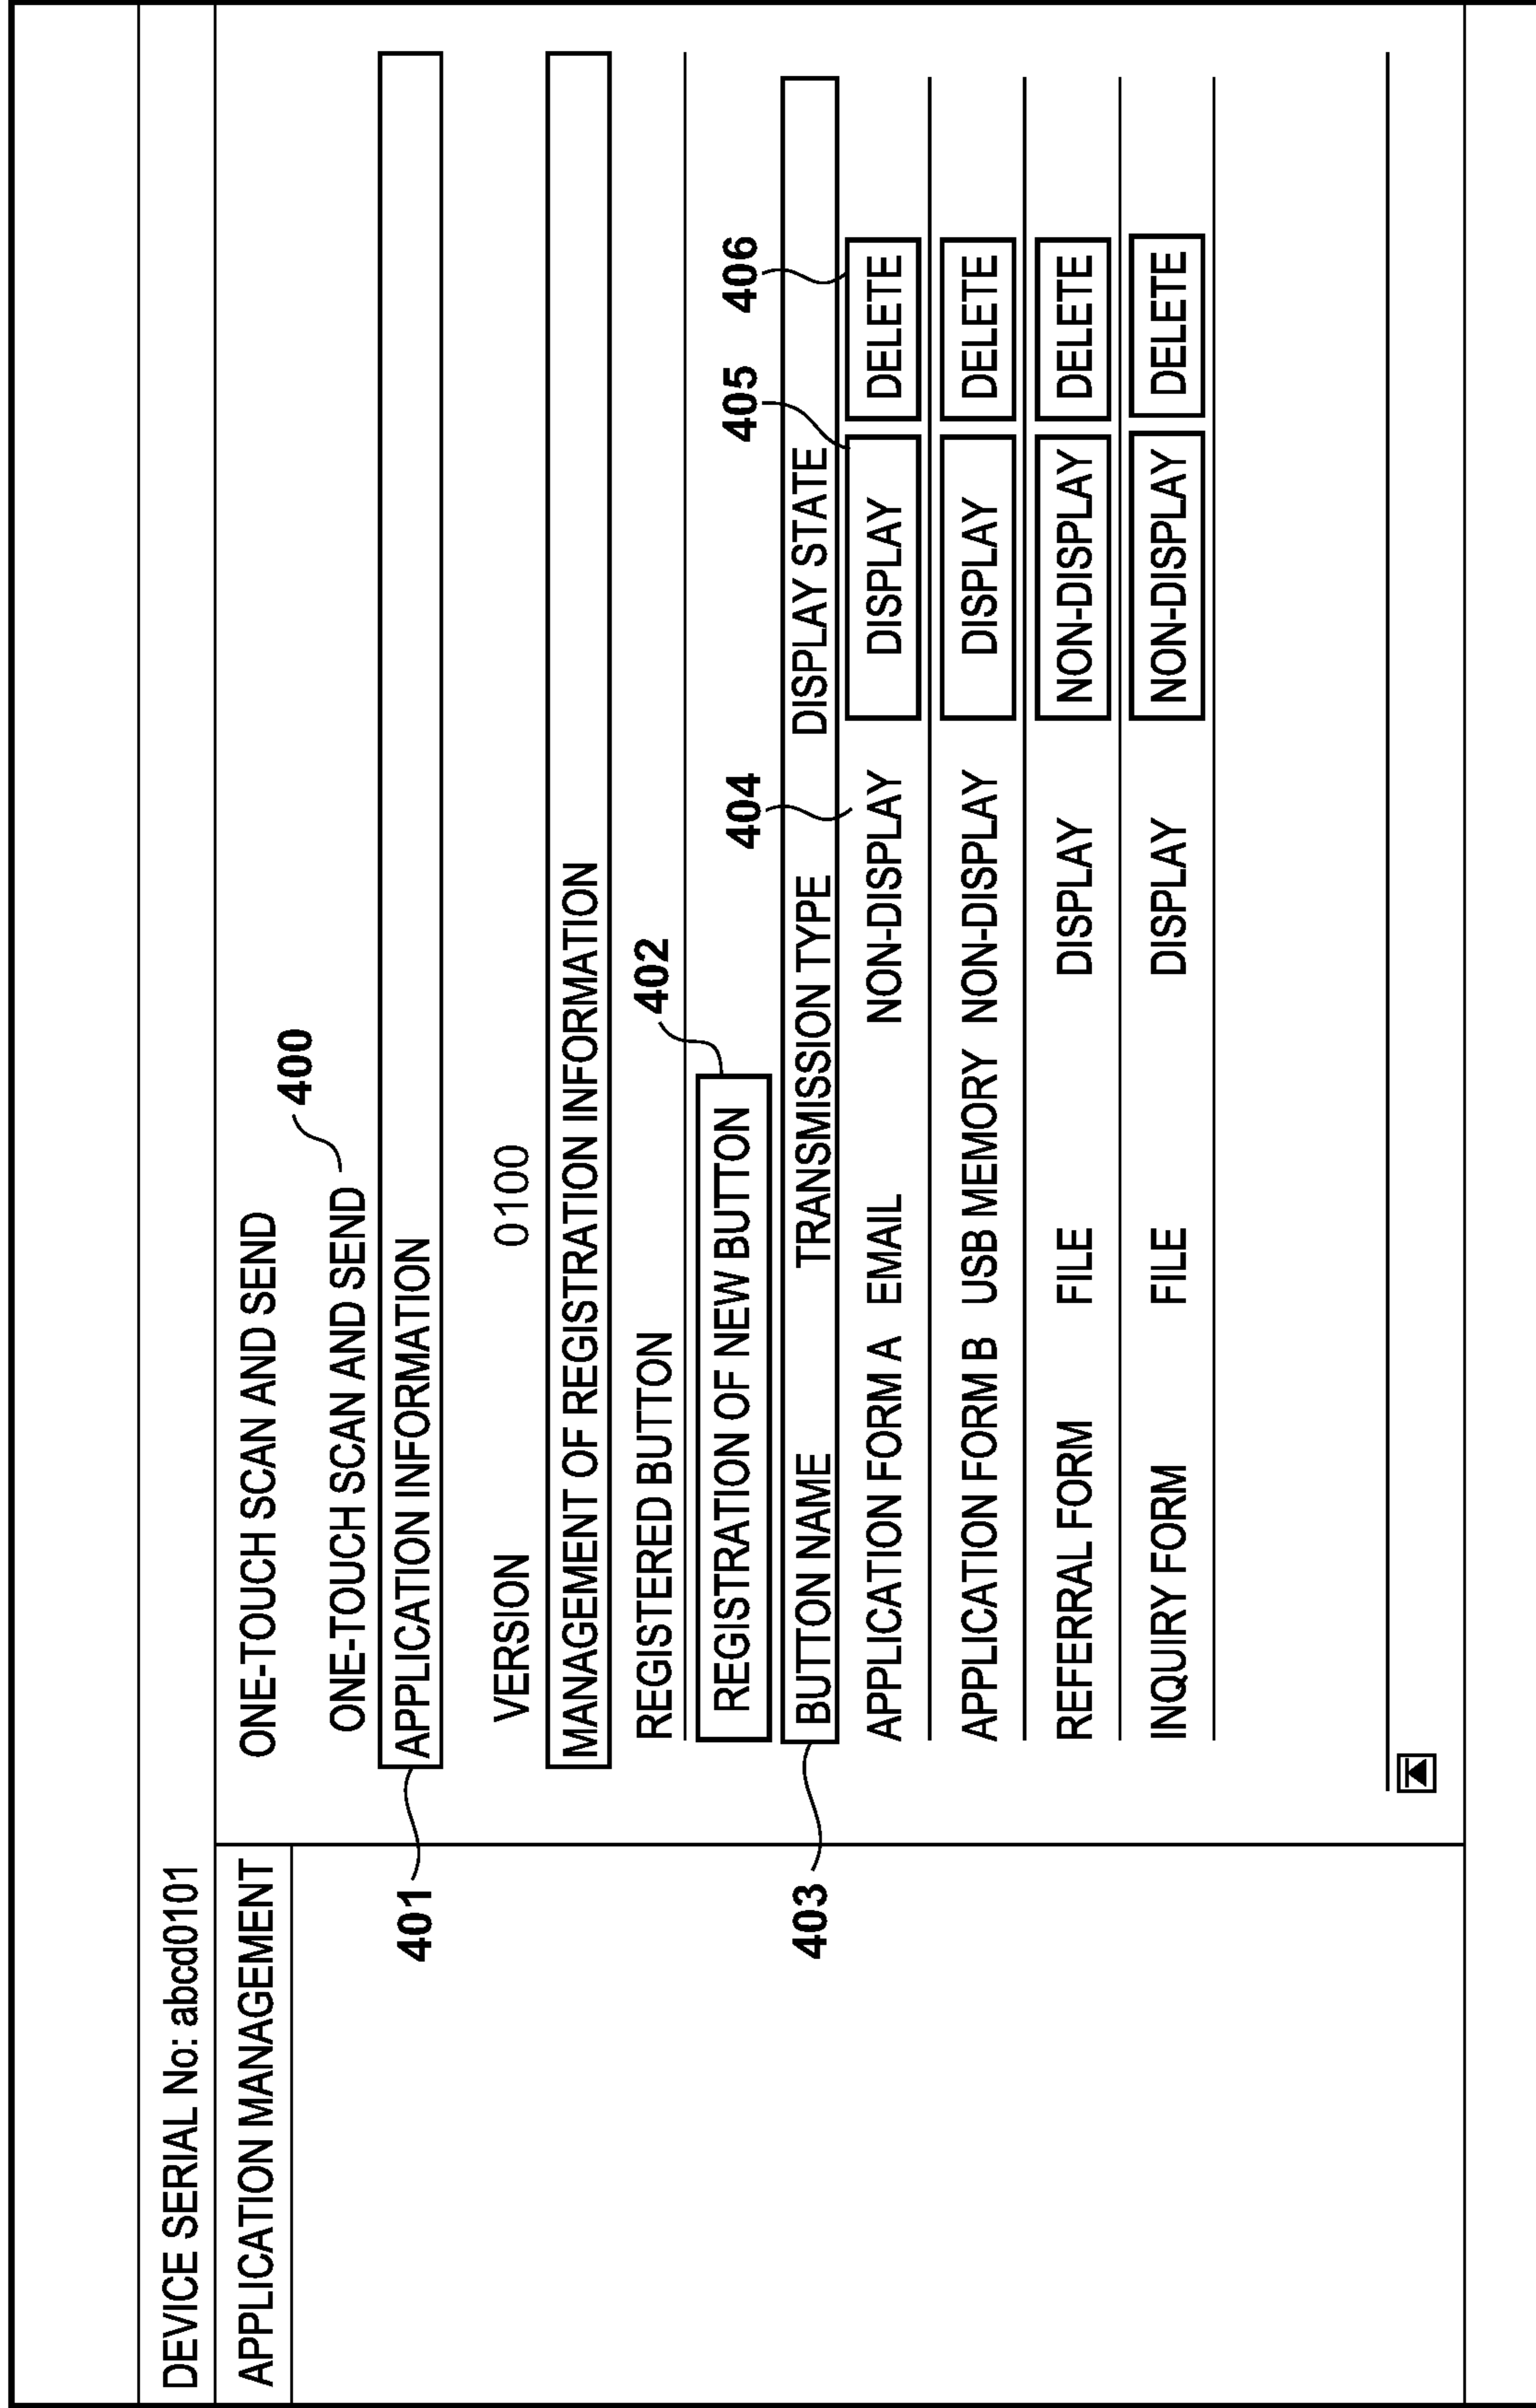 DEVICE SERIAL No: abcd0101
APPLICATION MANAGEMENT
ONE-TOUCH SCAN AND SEND
400
ONE-TOUCH SCAN AND SEND
401
APPLICATION INFORMATION
VERSION 0100
MANAGEMENT OF REGISTRATION INFORMATION
REGISTERED BUTTON
402
REGISTRATION OF NEW BUTTON
404 405 406
403
BUTTON NAME TRANSMISSION TYPE DISPLAY STATE
APPLICATION FORM A EMAIL NON-DISPLAY DISPLAY DELETE
APPLICATION FORM B USB MEMORY NON-DISPLAY DISPLAY DELETE
REFERRAL FORM FILE DISPLAY NON-DISPLAY DELETE
INQUIRY FORM FILE DISPLAY NON-DISPLAY DELETE